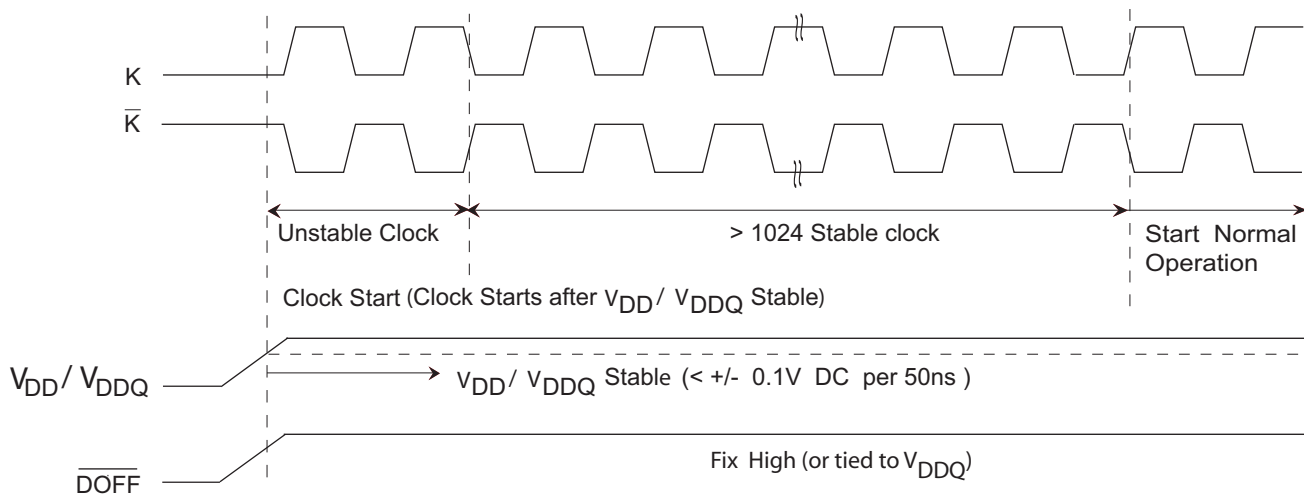 K
K̅
Unstable Clock
> 1024 Stable clock
Start Normal
Operation
Clock Start (Clock Starts after VDD / VDDQ Stable)
VDD / VDDQ
VDD / VDDQ Stable (< +/- 0.1V DC per 50ns )
Fix High (or tied to VDDQ)
D̅O̅F̅F̅